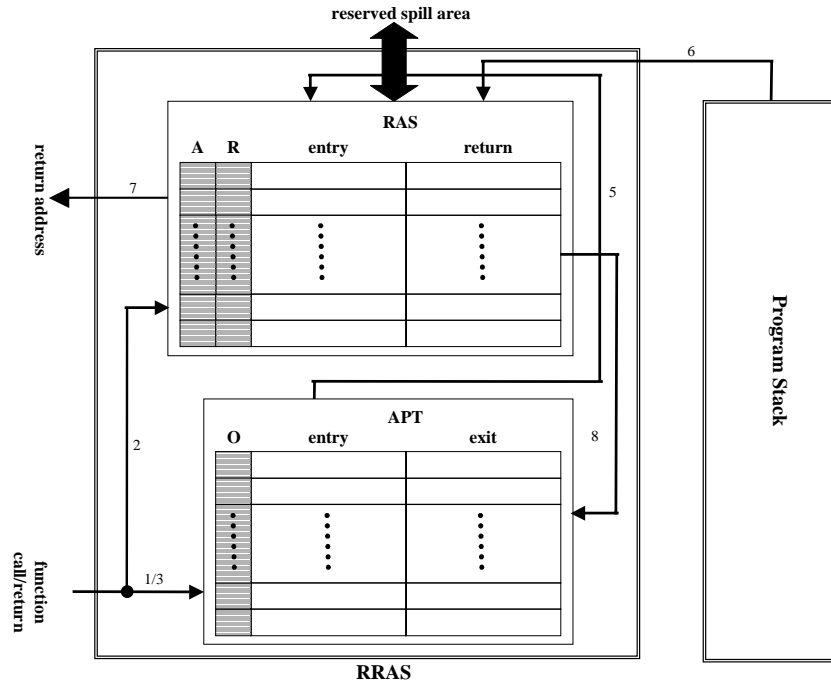 reserved spill area
6
RAS
A R entry return
return address
7
5
Program Stack
APT
O entry exit
2
8
function
call/return
1/3
RRAS